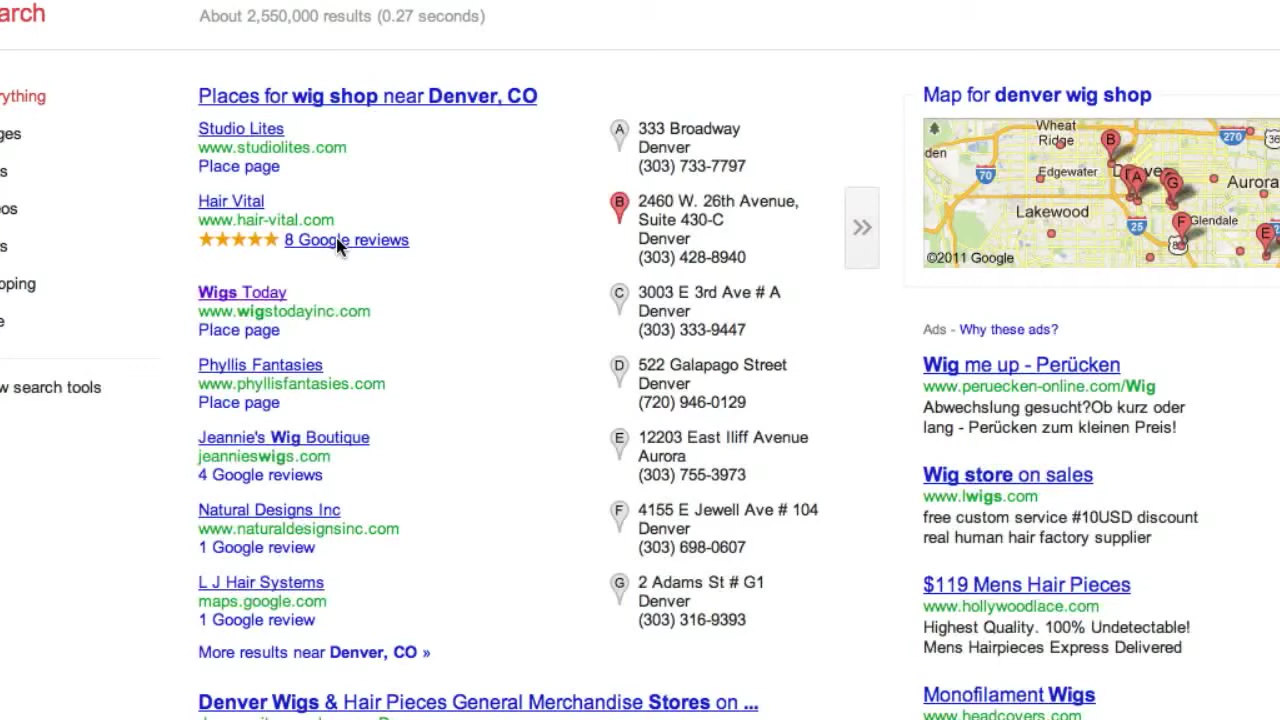 arch
About 2,550,000 results (0.27 seconds)
ything
ges
s
os
s
oping
e
w search tools
Places for wig shop near Denver, CO
Studio Lites
www.studiolites.com
Place page
A
333 Broadway
Denver
(303) 733-7797
Hair Vital
www.hair-vital.com
8 Google reviews
B
2460 W. 26th Avenue,
Suite 430-C
Denver
(303) 428-8940
Wigs Today
www.wigstodayinc.com
Place page
C
3003 E 3rd Ave # A
Denver
(303) 333-9447
Phyllis Fantasies
www.phyllisfantasies.com
Place page
D
522 Galapago Street
Denver
(720) 946-0129
Jeannie's Wig Boutique
jeannieswigs.com
4 Google reviews
E
12203 East Iliff Avenue
Aurora
(303) 755-3973
Natural Designs Inc
www.naturaldesignsinc.com
1 Google review
F
4155 E Jewell Ave # 104
Denver
(303) 698-0607
L J Hair Systems
maps.google.com
1 Google review
G
2 Adams St # G1
Denver
(303) 316-9393
More results near Denver, CO »
Denver Wigs & Hair Pieces General Merchandise Stores on ...
»
Map for denver wigs shop
Wheat
Ridge
B
270
36
den
70
Edgewater
A
G
Aurora
Lakewood
25
F
Glendale
E
©2011 Google
Ads - Why these ads?
Wig me up - Perücken
www.peruecken-online.com/Wig
Abwechslung gesucht?Ob kurz oder
lang - Perücken zum kleinen Preis!
Wig store on sales
www.lwigs.com
free custom service #10USD discount
real human hair factory supplier
$119 Mens Hair Pieces
www.hollywoodlace.com
Highest Quality. 100% Undetectable!
Mens Hairpieces Express Delivered
Monofilament Wigs
www.headcovers.com